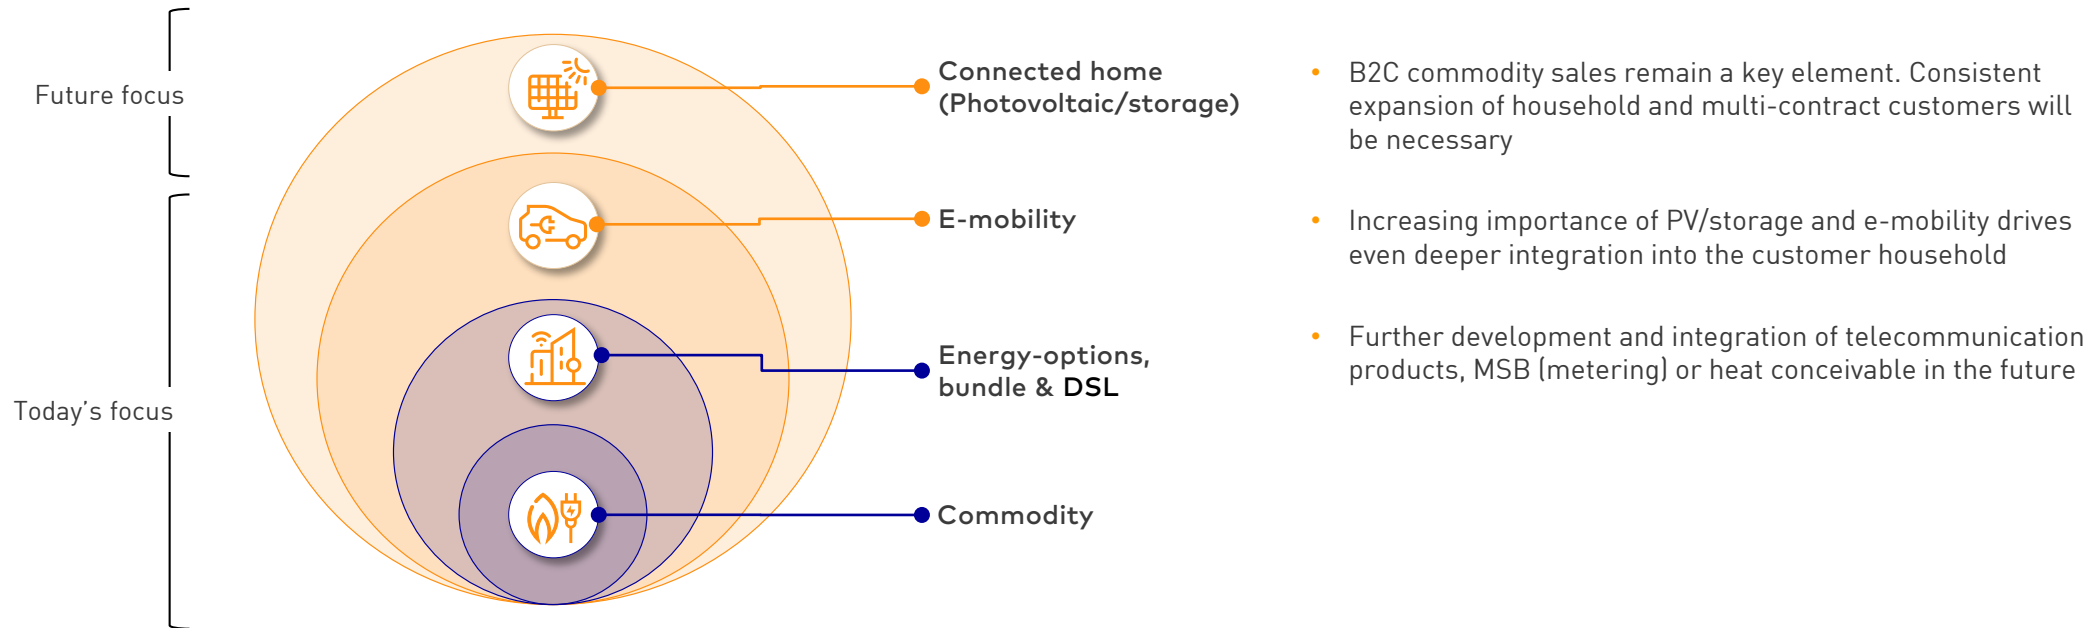 Future focus
Today's focus
Connected home
(Photovoltaic/storage)
E-mobility
Energy-options,
bundle & DSL
Commodity
• B2C commodity sales remain a key element. Consistent
expansion of household and multi-contract customers will
be necessary
• Increasing importance of PV/storage and e-mobility drives
even deeper integration into the customer household
• Further development and integration of telecommunication
products, MSB (metering) or heat conceivable in the future